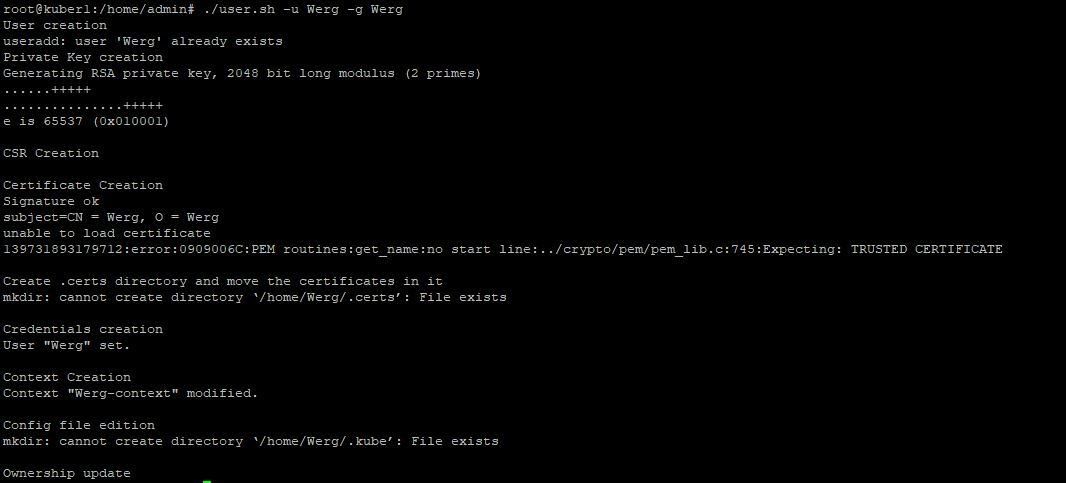 root@kuber1:/home/admin# ./user.sh -u Werg -g Werg
User creation
useradd: user 'Werg' already exists
Private Key creation
Generating RSA private key, 2048 bit long modulus (2 primes)
......+++++
...............+++++
e is 65537 (0x010001)
CSR Creation
Certificate Creation
Signature ok
subject=CN = Werg, O = Werg
unable to load certificate
139731893179712:error:0909006C:PEM routines:get_name:no start line:../crypto/pem/pem_lib.c:745:Expecting: TRUSTED CERTIFICATE
Create .certs directory and move the certificates in it
mkdir: cannot create directory ‘/home/Werg/.certs’: File exists
Credentials creation
User "Werg" set.
Context Creation
Context "Werg-context" modified.
Config file edition
mkdir: cannot create directory ‘/home/Werg/.kube’: File exists
Ownership update